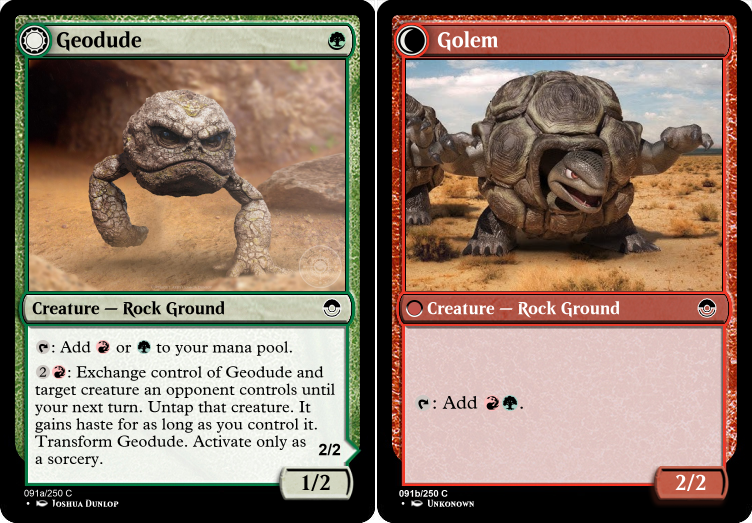 Geodude
Creature — Rock Ground
: Add or to your mana pool.
2 : Exchange control of Geodude and
target creature an opponent controls until
your next turn. Untap that creature. It
gains haste for as long as you control it.
Transform Geodude. Activate only as
a sorcery.
2/2
1/2
091a/250 C
• Joshua Dunlop
Golem
Creature — Rock Ground
: Add .
2/2
091b/250 C
• Unkonown